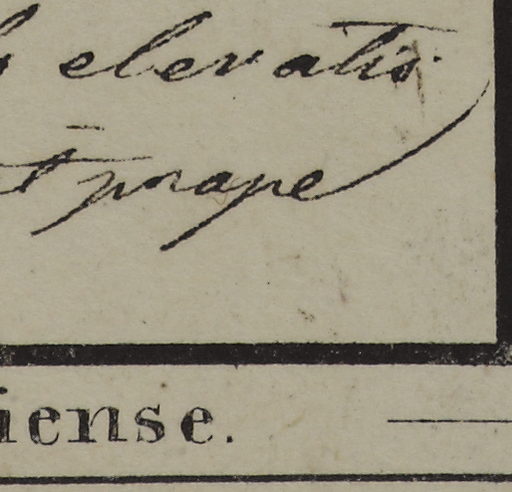 elevatis
prope
iense.